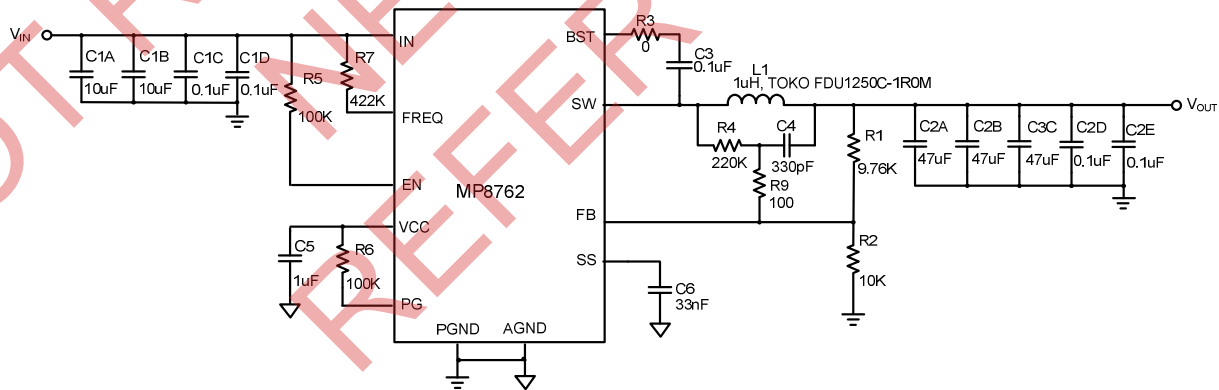 VIN
C1A
10uF
C1B
10uF
C1C
0.1uF
C1D
0.1uF
R5
100K
R7
422K
IN
FREQ
EN
VCC
PG
PGND
AGND
MP8762
BST
SW
FB
SS
C5
1uF
R6
100K
R3
0
C3
0.1uF
L1
1uH, TOKO FDU1250C-1R0M
R4
220K
C4
330pF
R9
100
R1
9.76K
R2
10K
C6
33nF
C2A
47uF
C2B
47uF
C3C
47uF
C2D
0.1uF
C2E
0.1uF
VOUT
REFER